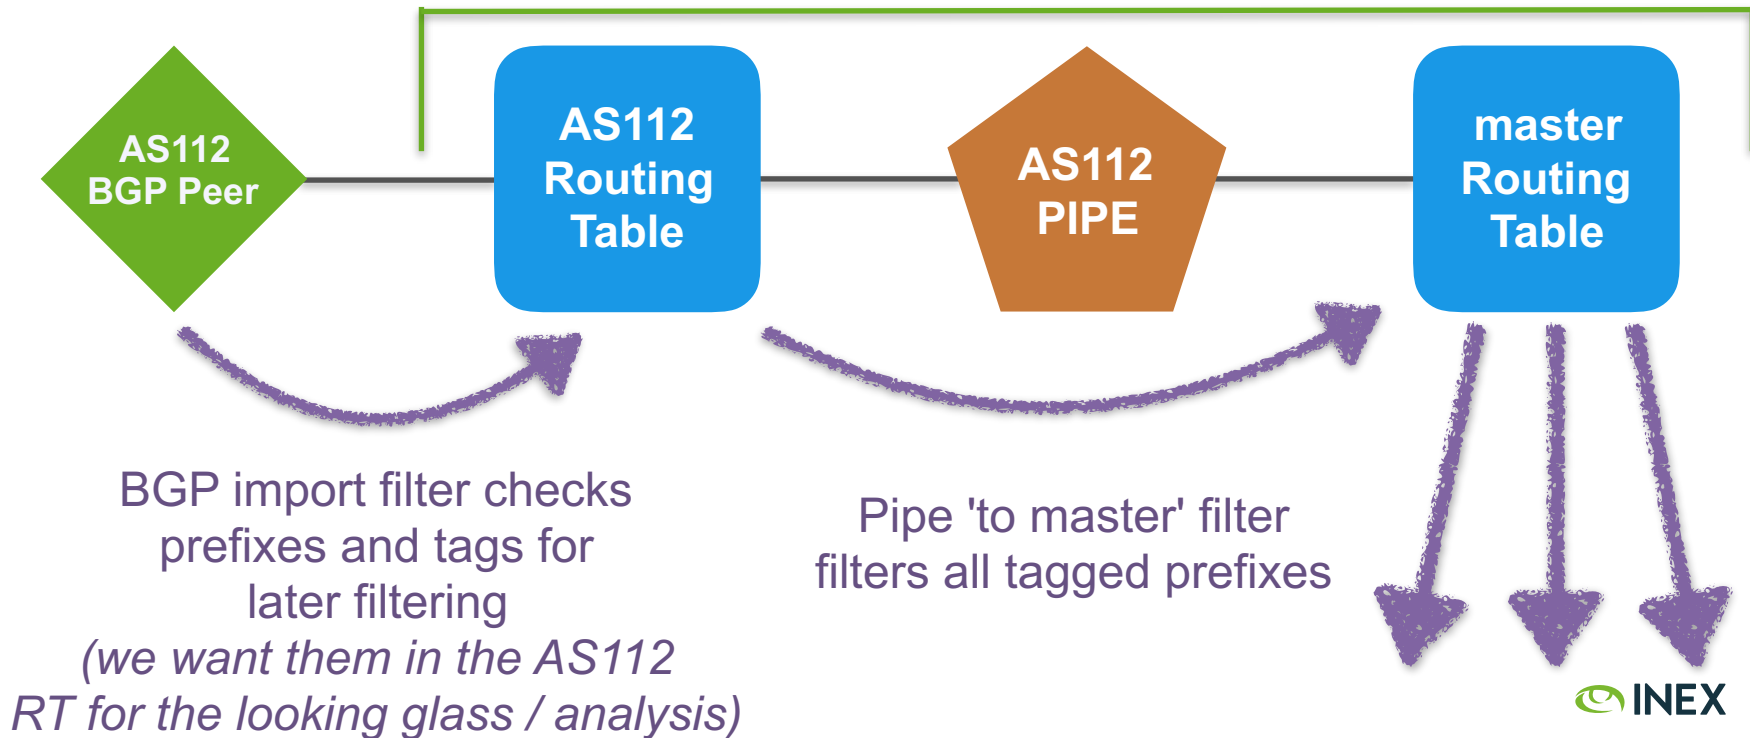 AS112
BGP Peer
AS112
Routing
Table
AS112
PIPE
master
Routing
Table
BGP import filter checks
prefixes and tags for
later filtering
(we want them in the AS112
RT for the looking glass / analysis)
Pipe 'to master' filter
filters all tagged prefixes
INEX